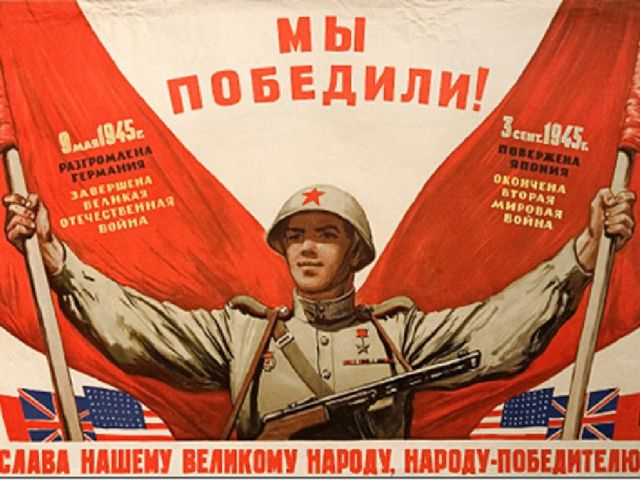 МЫ
ПОБЕДИЛИ!
9 МАЯ 1945 г.
РАЗГРОМЛЕНА
ГЕРМАНИЯ
ЗАВЕРШЕНА
ВЕЛИКАЯ
ОТЕЧЕСТВЕННАЯ
ВОЙНА
3 СЕНТ. 1945 г.
ПОВЕРЖЕНА
ЯПОНИЯ
ОКОНЧЕНА
ВТОРАЯ
МИРОВАЯ
ВОЙНА
СЛАВА НАШЕМУ ВЕЛИКОМУ НАРОДУ, НАРОДУ-ПОБЕДИТЕЛЮ